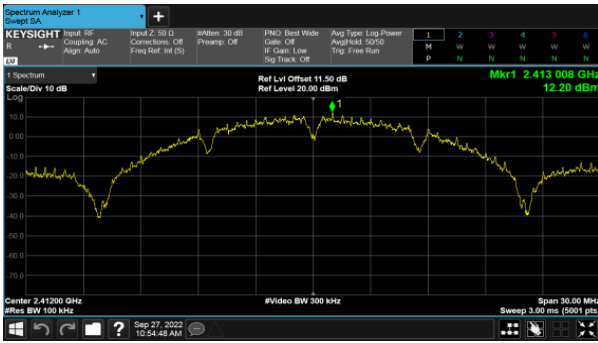 Spectrum Analyzer 1
Swept SA
+
KEYSIGHT
R
LXI
Input: RF
Coupling: AC
Align: Auto
Input Z: 50 Ω
Corrections: Off
Freq Ref: Int (S)
#Atten: 30 dB
Preamp: Off
PNO: Best Wide
Gate: Off
IF Gain: Low
Sig Track: Off
Avg Type: Log-Power
Avg|Hold: 50/50
Trig: Free Run
1 2 3 4 5 6
M W W W W W
P N N N N N
1 Spectrum
Scale/Div 10 dB
Log
Ref Lvl Offset 11.50 dB
Ref Level 20.00 dBm
Mkr1 2.413 008 GHz
12.20 dBm
1
10.0
0.00
-10.0
-20.0
-30.0
-40.0
-50.0
-60.0
-70.0
Center 2.41200 GHz
#Res BW 100 kHz
#Video BW 300 kHz
Span 30.00 MHz
Sweep 3.00 ms (5001 pts)
?
Sep 27, 2022
10:54:48 AM